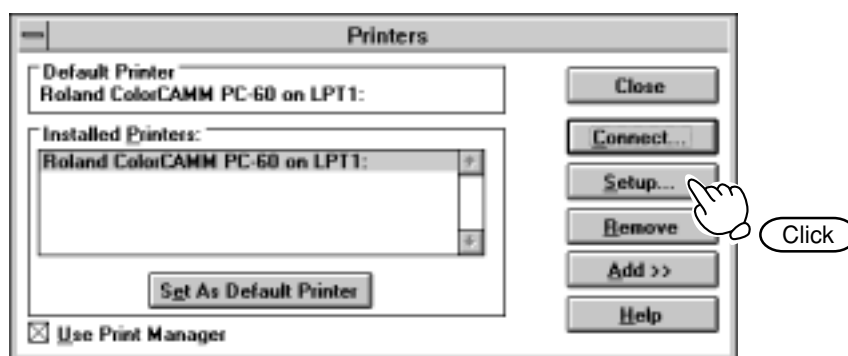 Printers
Default Printer
Roland ColorCAMM PC-60 on LPT1:
Installed Printers:
Roland ColorCAMM PC-60 on LPT1:
Set As Default Printer
Use Print Manager
Close
Connect...
Setup...
Remove
Add >>
Help
Click